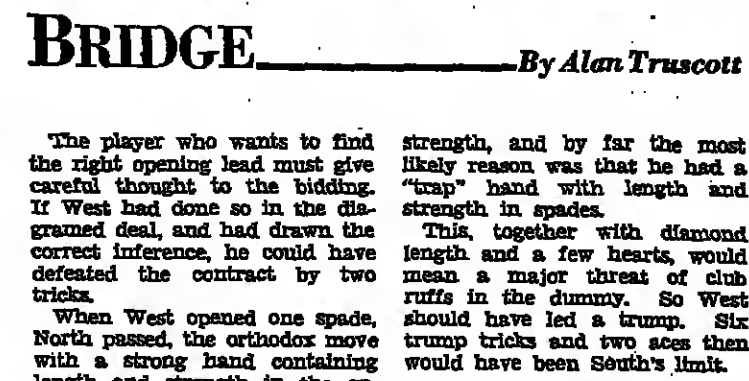 BRIDGE
By Alan Truscott
The player who wants to find
the right opening lead must give
careful thought to the bidding.
If West had done so in the dia-
gramed deal, and had drawn the
correct inference, he could have
defeated the contract by two
tricks.
When West opened one spade,
North passed, the orthodox move
with a strong hand containing
length and strength in the op-
strength, and by far the most
likely reason was that he had a
"trap" hand with length and
strength in spades.
This, together with diamond
length and a few hearts, would
mean a major threat of club
ruffs in the dummy. So West
should have led a trump. Six
trump tricks and two aces then
would have been South's limit.